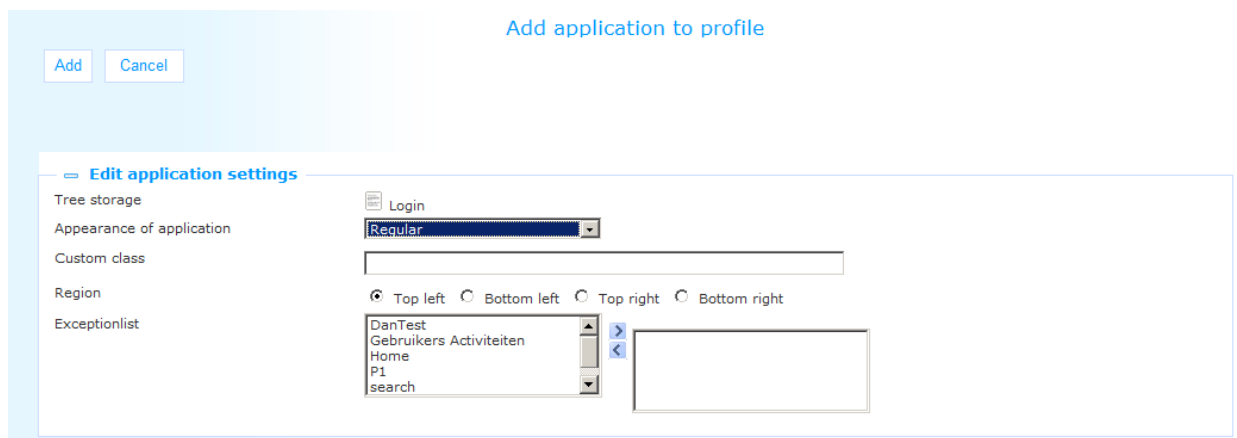 Add application to profile
Add Cancel
Edit application settings
Tree storage Login
Appearance of application Regular
Custom class
Region Top left Bottom left Top right Bottom right
Exceptionlist DanTest
Gebruikers Activiteiten
Home
P1
search